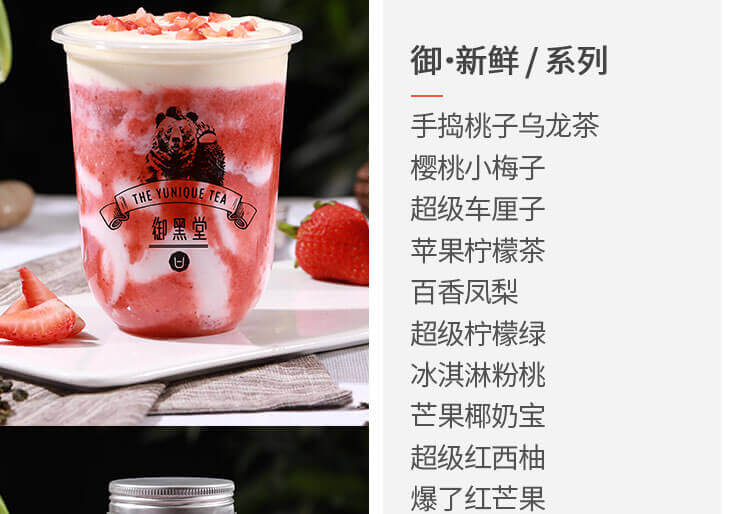 THE YUNIQUE TEA
御黑堂
御·新鲜 / 系列
手捣桃子乌龙茶
樱桃小梅子
超级车厘子
苹果柠檬茶
百香凤梨
超级柠檬绿
冰淇淋粉桃
芒果椰奶宝
超级红西柚
爆了红芒果